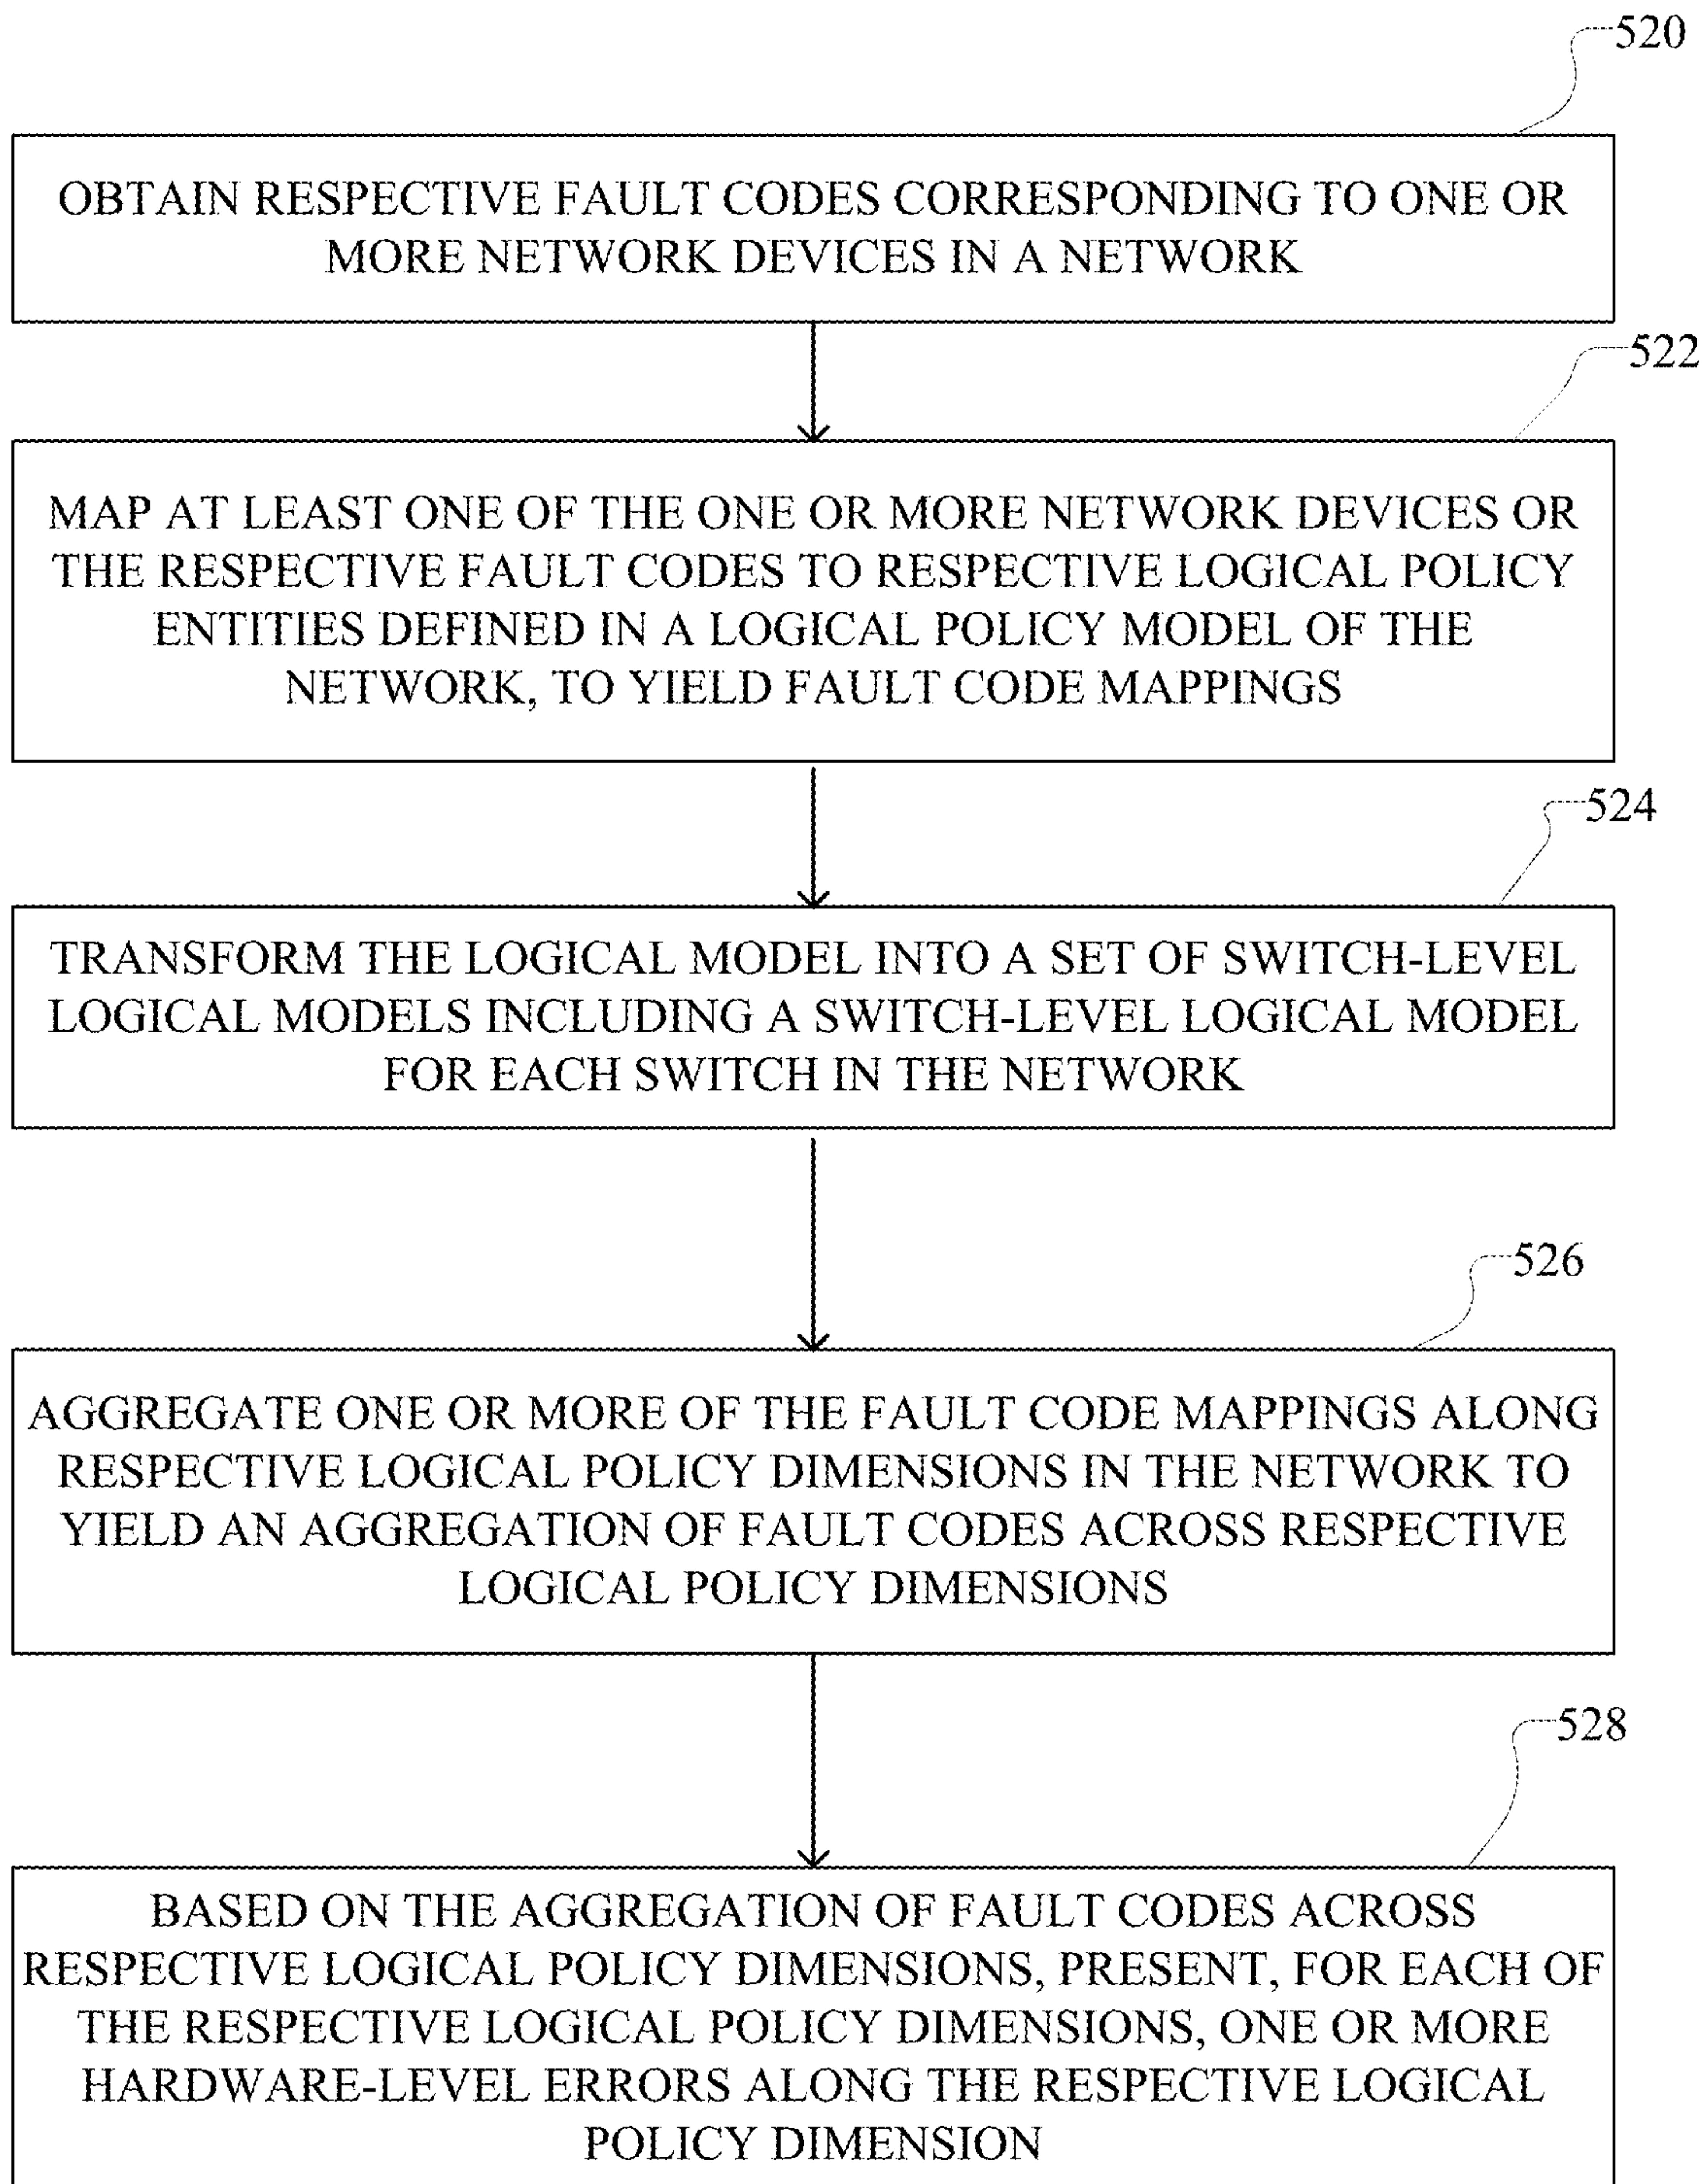 520
OBTAIN RESPECTIVE FAULT CODES CORRESPONDING TO ONE OR
MORE NETWORK DEVICES IN A NETWORK
522
MAP AT LEAST ONE OF THE ONE OR MORE NETWORK DEVICES OR
THE RESPECTIVE FAULT CODES TO RESPECTIVE LOGICAL POLICY
ENTITIES DEFINED IN A LOGICAL POLICY MODEL OF THE
NETWORK, TO YIELD FAULT CODE MAPPINGS
524
TRANSFORM THE LOGICAL MODEL INTO A SET OF SWITCH-LEVEL
LOGICAL MODELS INCLUDING A SWITCH-LEVEL LOGICAL MODEL
FOR EACH SWITCH IN THE NETWORK
526
AGGREGATE ONE OR MORE OF THE FAULT CODE MAPPINGS ALONG
RESPECTIVE LOGICAL POLICY DIMENSIONS IN THE NETWORK TO
YIELD AN AGGREGATION OF FAULT CODES ACROSS RESPECTIVE
LOGICAL POLICY DIMENSIONS
528
BASED ON THE AGGREGATION OF FAULT CODES ACROSS
RESPECTIVE LOGICAL POLICY DIMENSIONS, PRESENT, FOR EACH OF
THE RESPECTIVE LOGICAL POLICY DIMENSIONS, ONE OR MORE
HARDWARE-LEVEL ERRORS ALONG THE RESPECTIVE LOGICAL
POLICY DIMENSION